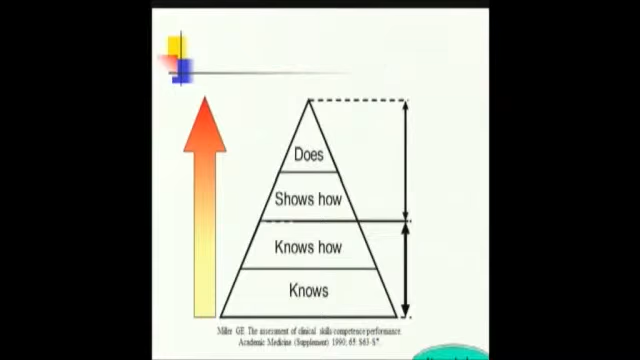 Does
Shows how
Knows how
Knows
Miller GE. The assessment of clinical skills/competence/performance.
Academic Medicine (Supplement) 1990; 65: S63-S7.